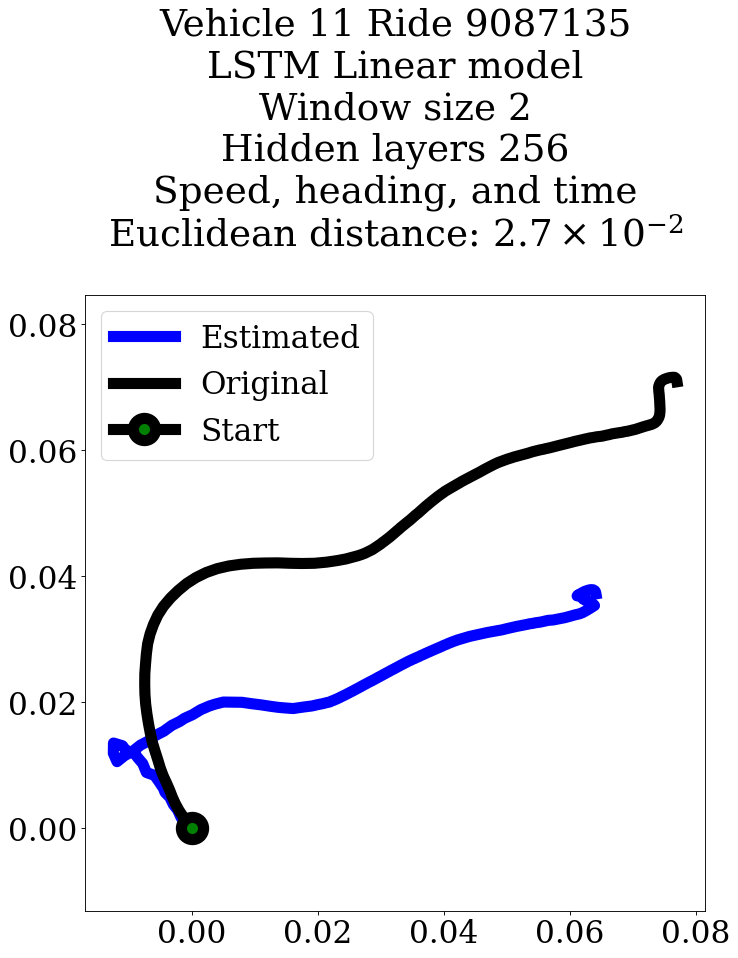 Vehicle 11 Ride 9087135
LSTM Linear model
Window size 2
Hidden layers 256
Speed, heading, and time
Euclidean distance: 2.7 × 10⁻²
Estimated
Original
Start
0.08
0.06
0.04
0.02
0.00
0.00 0.02 0.04 0.06 0.08